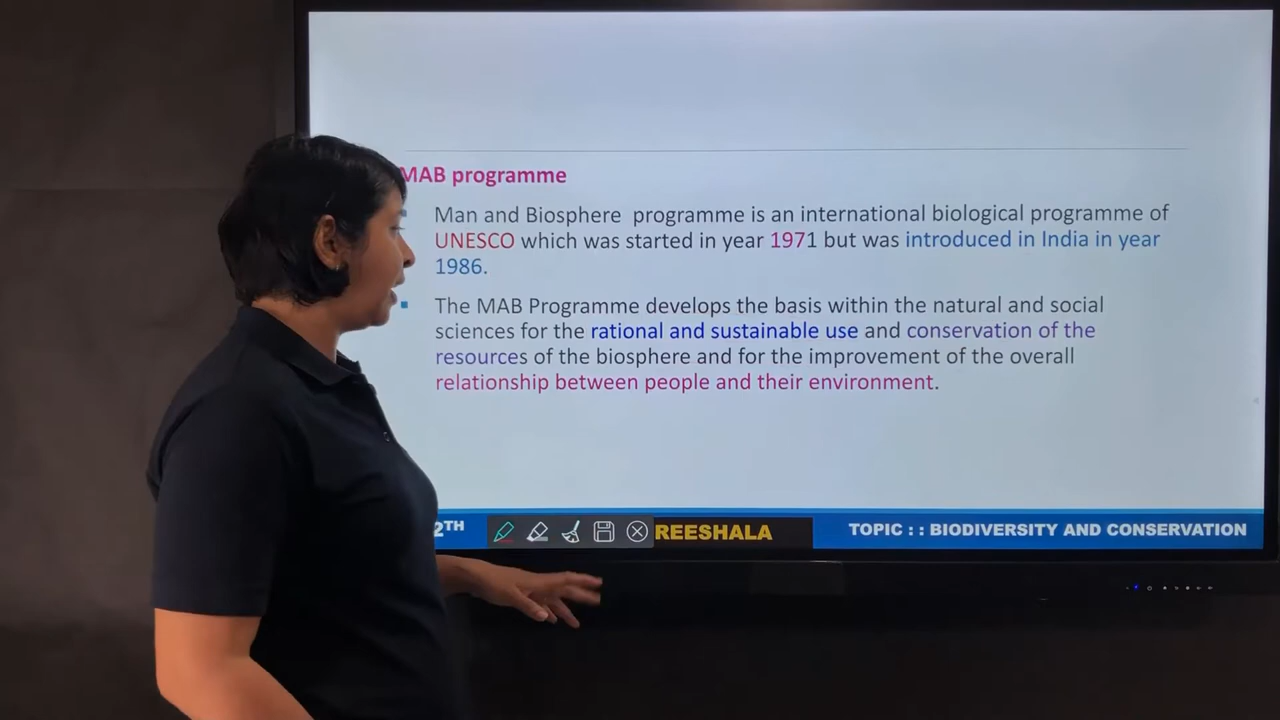 MAB programme
Man and Biosphere programme is an international biological programme of
UNESCO which was started in year 1971 but was introduced in India in year
1986.
The MAB Programme develops the basis within the natural and social
sciences for the rational and sustainable use and conservation of the
resources of the biosphere and for the improvement of the overall
relationship between people and their environment.
2TH REESHALA TOPIC : : BIODIVERSITY AND CONSERVATION